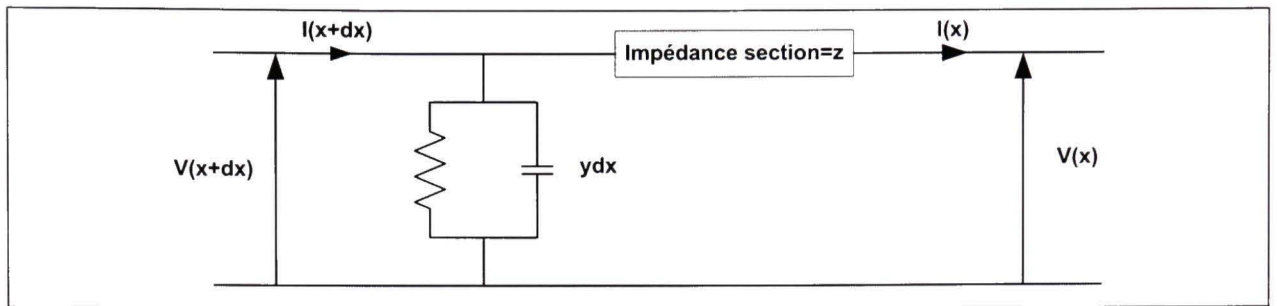 I(x+dx)
I(x)
Impédance section=z
V(x+dx)
ydx
V(x)